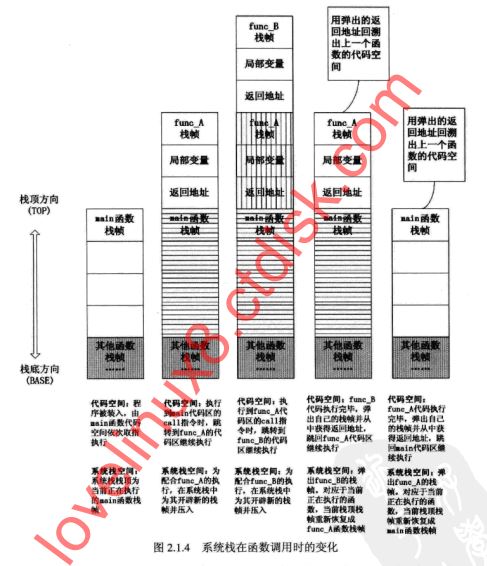 func_B
栈帧
局部变量
返回地址
用弹出的返
回地址回溯
出上一个函
数的代码空
间
func_A
栈帧
局部变量
返回地址
func_A
栈帧
局部变量
返回地址
func_A
栈帧
局部变量
返回地址
用弹出的返
回地址回溯
出上一个函
数的代码空
间
栈顶方向
(TOP)
main函数
栈帧
main函数
栈帧
main函数
栈帧
main函数
栈帧
main函数
栈帧
栈底方向
(BASE)
其他函数
栈帧
······
其他函数
栈帧
······
其他函数
栈帧
······
其他函数
栈帧
······
其他函数
栈帧
······
代码空间：程
序被装入，由
main函数代码
空间依次取指
执行
系统栈空间：
系统栈栈顶为
当前正在执行
的main函数栈
帧
代码空间：执行
到main代码区的
call指令时，跳
转到func_A的代
码区继续执行
系统栈空间：为
配合func_A的执
行，在系统栈中
为其开辟新的栈
帧并压入
代码空间：执
行到func_A代
码区的call指
令时，跳转到
func_B的代码
区继续执行
系统栈空间：为
配合func_B的执
行，在系统栈中
为其开辟新的栈
帧并压入
代码空间：func_B
代码执行完毕，弹
出自己的栈帧并从
中获得返回地址，
跳回func_A代码区
继续执行
系统栈空间：弹
出func_B的栈
帧，对应于当前
正在执行的函
数，当前栈顶栈
帧重新恢复成
func_A函数栈帧
代码空间：
func_A代码执行
完毕，弹出自己
的栈帧并从中获
得返回地址，跳
回main代码区继
续执行
系统栈空间：弹
出func_A的栈
帧，对应于当前
正在执行的函
数，当前栈顶栈
帧重新恢复成
main函数栈帧
图 2.1.4 系统栈在函数调用时的变化
lovelinux8.ctdisk.com